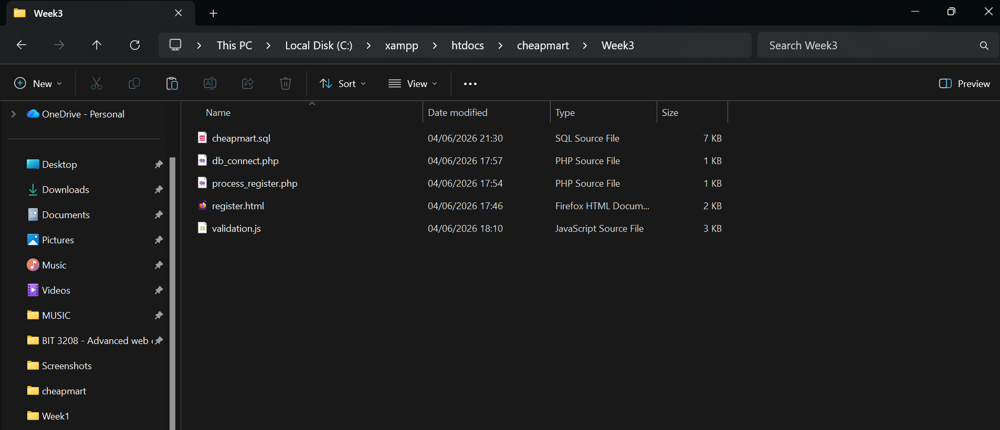 Week3
This PC > Local Disk (C:) > xampp > htdocs > cheapmart > Week3
Search Week3
New
Sort
View
Preview
OneDrive - Personal
Desktop
Downloads
Documents
Pictures
Music
Videos
MUSIC
BIT 3208 - Advanced web
Screenshots
cheapmart
Week1
Name Date modified Type Size
cheapmart.sql 04/06/2026 21:30 SQL Source File 7 KB
db_connect.php 04/06/2026 17:57 PHP Source File 1 KB
process_register.php 04/06/2026 17:54 PHP Source File 1 KB
register.html 04/06/2026 17:46 Firefox HTML Docum... 2 KB
validation.js 04/06/2026 18:10 JavaScript Source File 3 KB